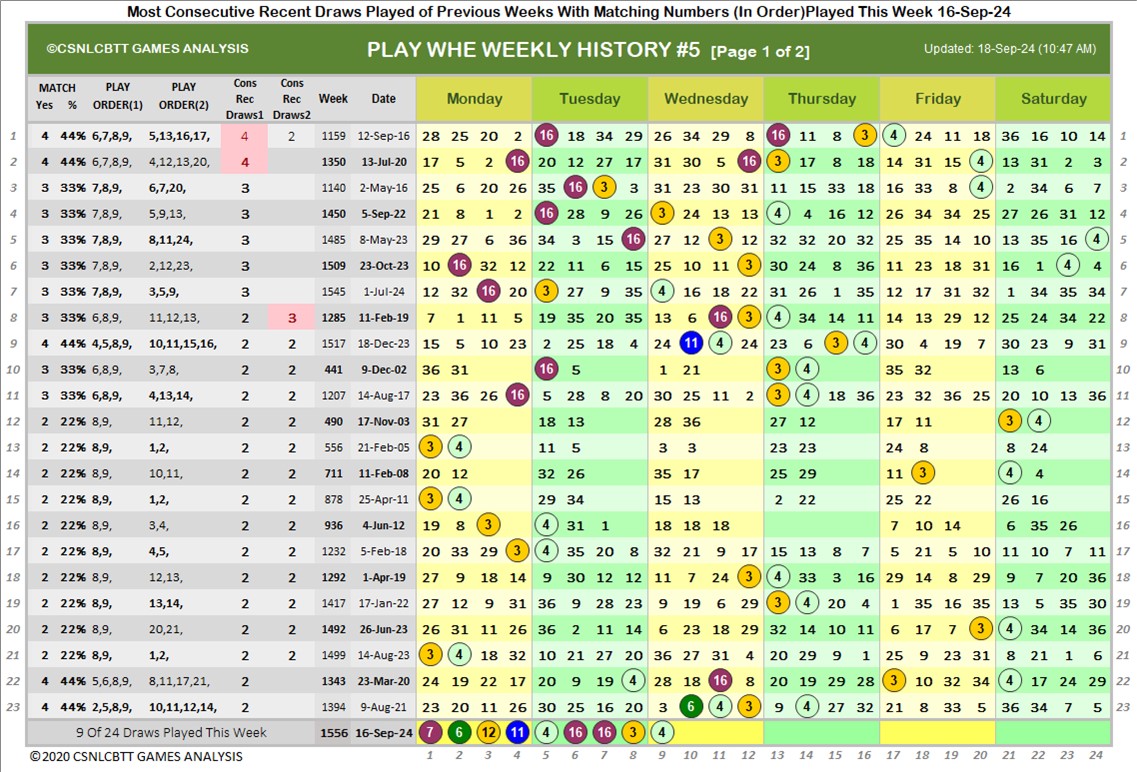 Most Consecutive Recent Draws Played of Previous Weeks With Matching Numbers (In Order)Played This Week 16-Sep-24
©CSNLCBTT GAMES ANALYSIS PLAY WHE WEEKLY HISTORY #5 [Page 1 of 2] Updated: 18-Sep-24 (10:47 AM)
MATCH Yes % PLAY ORDER(1) PLAY ORDER(2) Cons Rec Draws1 Cons Rec Draws2 Week Date Monday Tuesday Wednesday Thursday Friday Saturday
1 4 44% 6,7,8,9, 5,13,16,17, 4 2 1159 12-Sep-16 28 25 20 2 16 18 34 29 26 34 29 8 13 11 8 3 4 24 11 18 36 16 10 14 1
2 4 44% 6,7,8,9, 4,12,13,20, 4 1350 13-Jul-20 17 5 2 16 20 12 27 17 31 30 5 16 3 17 8 18 14 31 15 4 13 31 2 3 2
3 3 33% 7,8,9, 6,7,20, 3 1140 2-May-16 25 6 20 26 35 16 3 3 31 23 30 31 11 15 33 18 16 33 8 4 2 34 6 7 3
4 3 33% 7,8,9, 5,9,13, 3 1450 5-Sep-22 21 8 1 2 16 28 9 26 3 24 13 13 4 4 16 12 26 34 34 25 27 26 31 12 4
5 3 33% 7,8,9, 8,11,24, 3 1485 8-May-23 29 27 6 36 34 3 15 16 27 12 3 12 32 32 20 32 25 35 14 10 13 35 16 4 5
6 3 33% 7,8,9, 2,12,23, 3 1509 23-Oct-23 10 16 32 12 22 11 6 15 25 10 11 3 30 24 8 36 11 23 18 31 16 1 4 4 6
7 3 33% 7,8,9, 3,5,9, 3 1545 1-Jul-24 12 32 16 20 3 27 9 35 4 16 18 22 31 26 1 35 12 17 31 32 1 34 35 34 7
8 3 33% 6,8,9, 11,12,13, 2 3 1285 11-Feb-19 7 1 11 5 19 35 20 35 13 6 16 3 4 34 14 11 14 13 29 12 25 24 34 22 8
9 4 44% 4,5,8,9, 10,11,15,16, 2 2 1517 18-Dec-23 15 5 10 23 2 25 18 4 24 11 4 24 23 6 3 4 30 4 19 7 30 23 9 31 9
10 3 33% 6,8,9, 3,7,8, 2 2 441 9-Dec-02 36 31 16 5 1 21 3 4 35 32 13 6 10
11 3 33% 6,8,9, 4,13,14, 2 2 1207 14-Aug-17 23 36 26 16 5 28 8 20 30 25 11 2 3 4 18 36 23 32 36 25 20 10 13 36 11
12 2 22% 8,9, 11,12, 2 2 490 17-Nov-03 31 27 18 13 28 36 27 12 17 11 3 4 12
13 2 22% 8,9, 1,2, 2 2 556 21-Feb-05 3 4 11 5 3 3 23 23 24 8 8 24 13
14 2 22% 8,9, 10,11, 2 2 711 11-Feb-08 20 12 32 26 35 17 25 29 11 3 4 4 14
15 2 22% 8,9, 1,2, 2 2 878 25-Apr-11 3 4 29 34 15 13 2 22 25 22 26 16 15
16 2 22% 8,9, 3,4, 2 2 936 4-Jun-12 19 8 3 4 31 1 18 18 18 7 10 14 6 35 26 16
17 2 22% 8,9, 4,5, 2 2 1232 5-Feb-18 20 33 29 3 4 35 20 8 32 21 9 17 15 13 8 7 5 21 5 10 11 10 7 11 17
18 2 22% 8,9, 12,13, 2 2 1292 1-Apr-19 27 9 18 14 9 30 12 12 11 7 24 3 4 33 3 16 29 14 8 29 9 7 20 36 18
19 2 22% 8,9, 13,14, 2 2 1417 17-Jan-22 27 12 9 31 36 9 28 23 9 19 6 29 3 4 20 4 1 35 16 35 13 5 35 30 19
20 2 22% 8,9, 20,21, 2 2 1492 26-Jun-23 26 31 11 26 36 2 11 14 6 23 18 29 32 14 10 11 6 17 7 3 4 34 14 36 20
21 2 22% 8,9, 1,2, 2 2 1499 14-Aug-23 3 4 18 32 10 21 27 20 36 27 31 4 20 29 9 1 25 9 23 31 8 21 1 6 21
22 4 44% 5,6,8,9, 8,11,17,21, 2 1343 23-Mar-20 24 19 22 17 20 9 19 4 28 18 16 8 20 19 29 28 3 10 32 34 4 17 24 29 22
23 4 44% 2,5,8,9, 10,11,12,14, 2 1394 9-Aug-21 23 20 11 26 30 25 16 20 3 6 4 3 9 4 27 32 21 8 33 5 36 34 7 5 23
9 Of 24 Draws Played This Week 1556 16-Sep-24 7 6 12 11 4 16 16 3 4
©2020 CSNLCBTT GAMES ANALYSIS 1 2 3 4 5 6 7 8 9 10 11 12 13 14 15 16 17 18 19 20 21 22 23 24